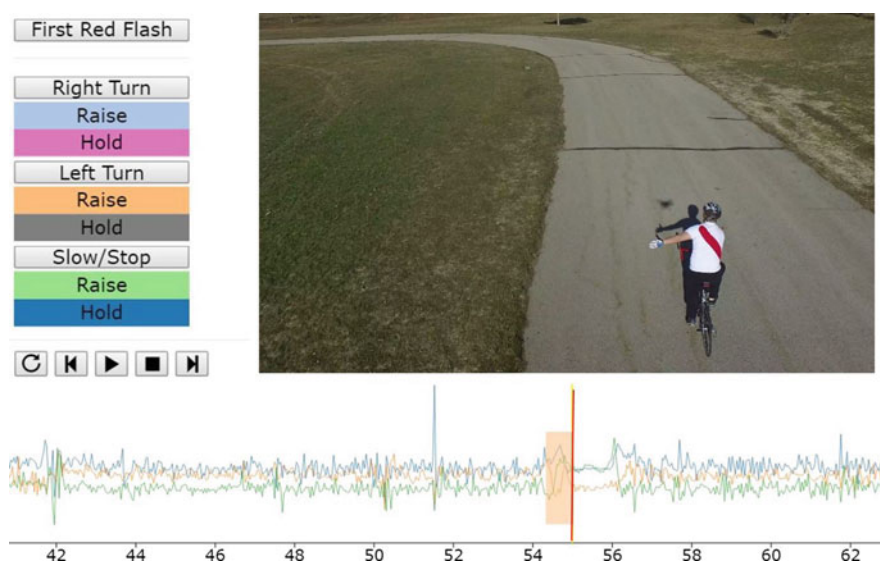 First Red Flash
Right Turn
Raise
Hold
Left Turn
Raise
Hold
Slow/Stop
Raise
Hold
42 44 46 48 50 52 54 56 58 60 62